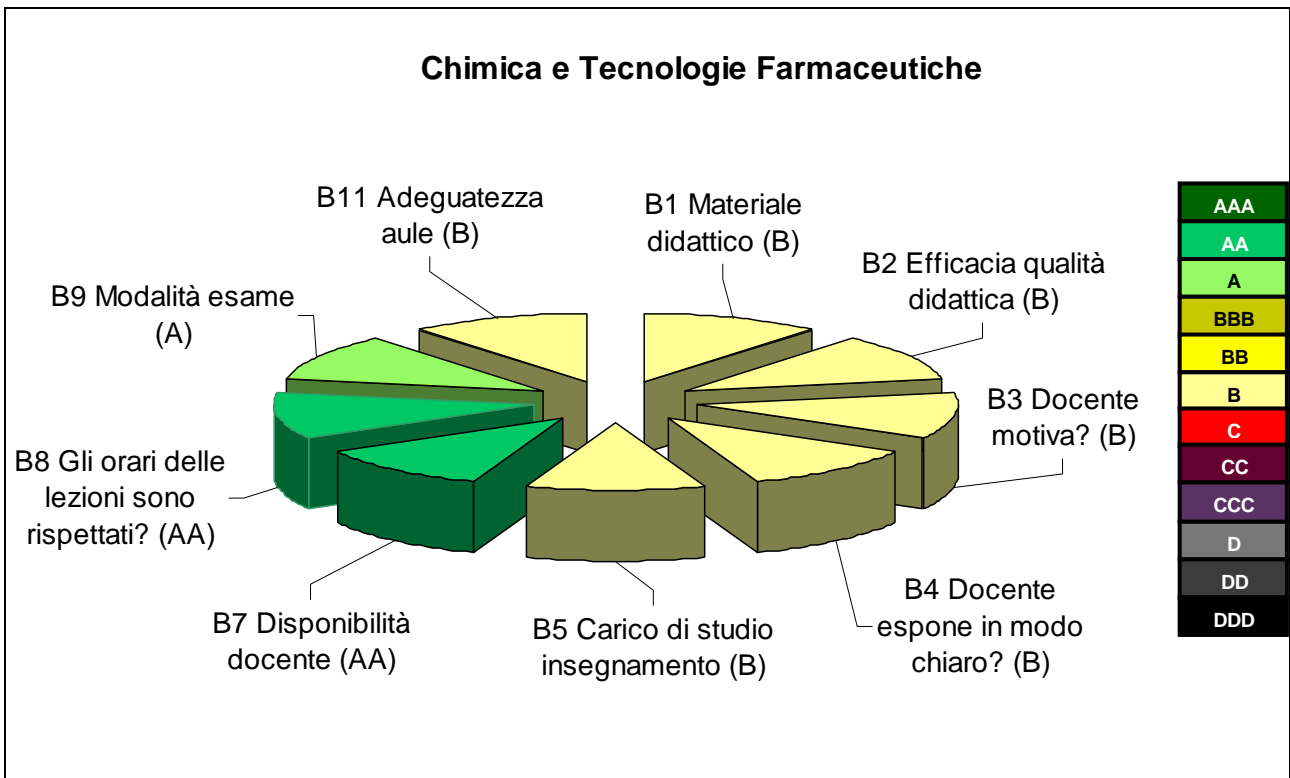 Chimica e Tecnologie Farmaceutiche
B11 Adeguatezza
aule (B)
B1 Materiale
didattico (B)
B2 Efficacia qualità
didattica (B)
B9 Modalità esame
(A)
B3 Docente
motiva? (B)
B8 Gli orari delle
lezioni sono
rispettati? (AA)
B4 Docente
espone in modo
chiaro? (B)
B7 Disponibilità
docente (AA)
B5 Carico di studio
insegnamento (B)
AAA
AA
A
BBB
BB
B
C
CC
CCC
D
DD
DDD